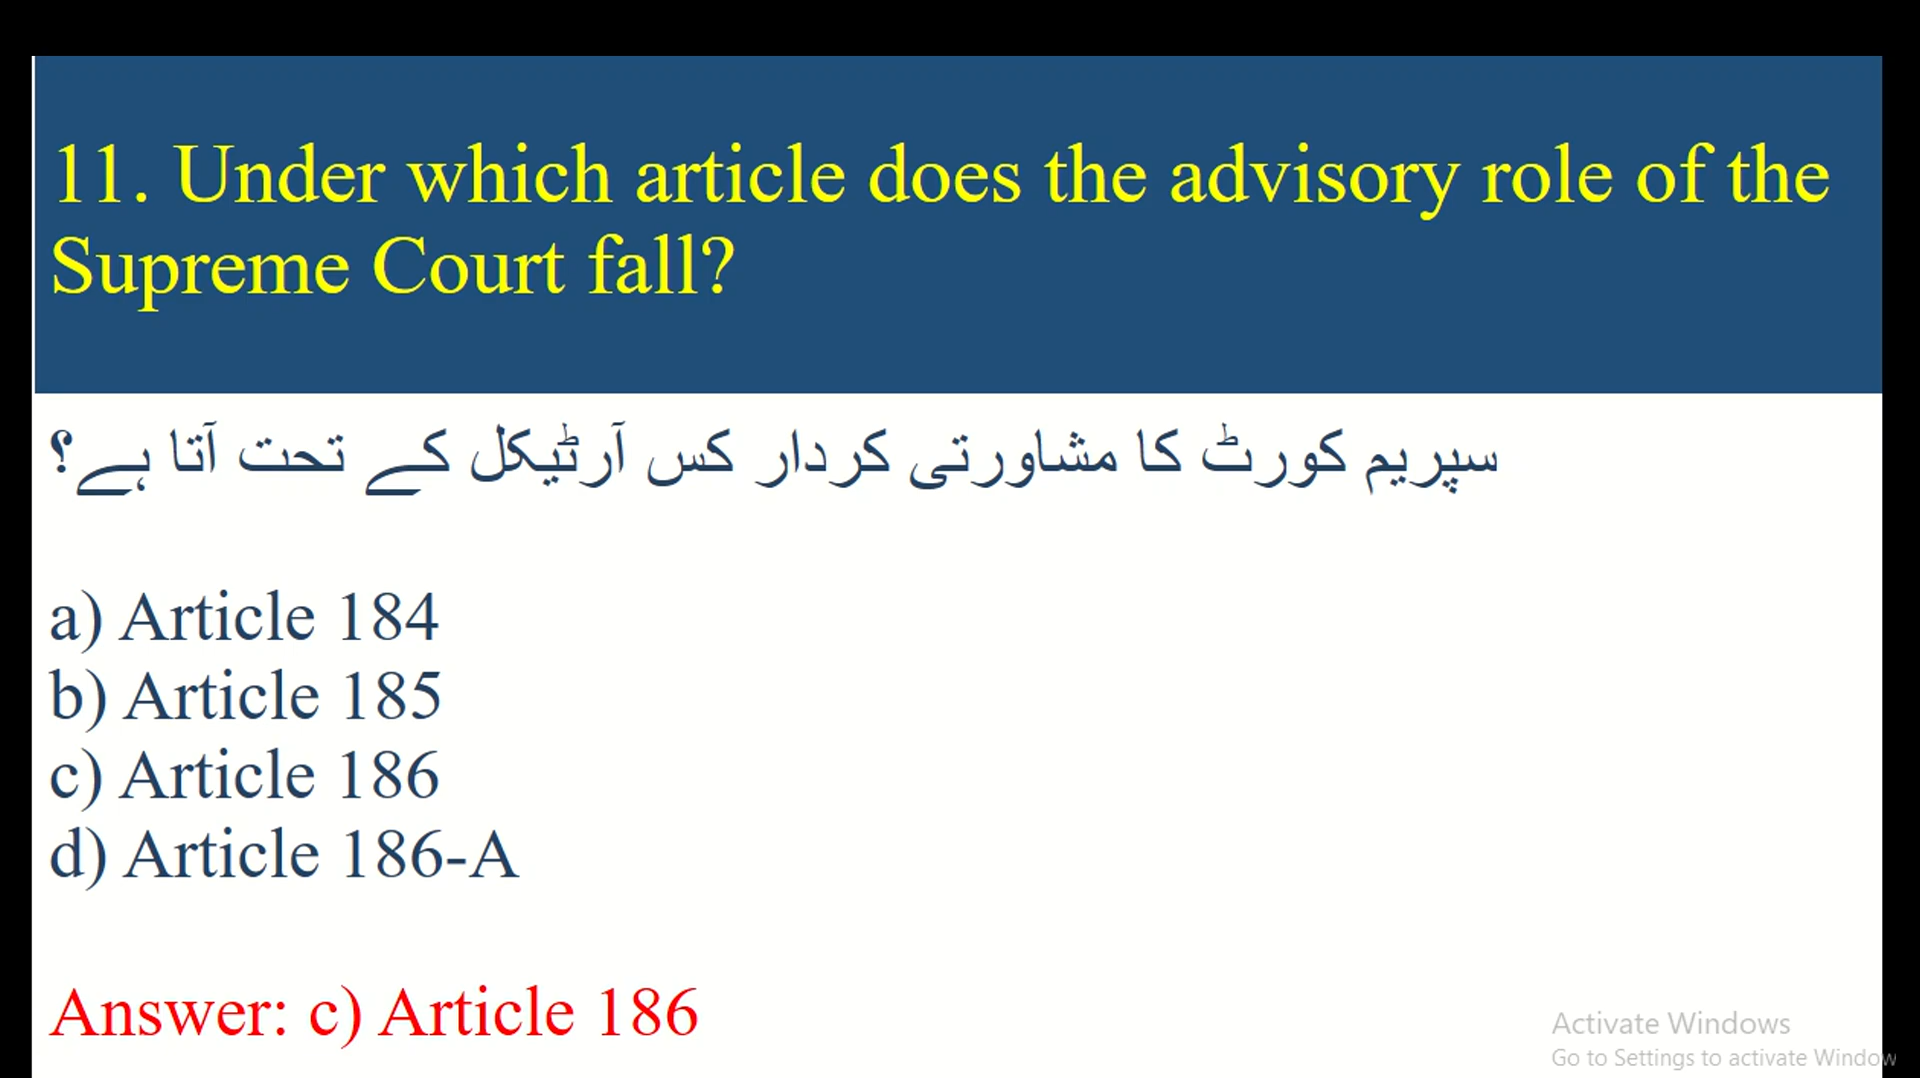 11. Under which article does the advisory role of the
Supreme Court fall?
سپریم کورٹ کا مشاورتی کردار کس آرٹیکل کے تحت آتا ہے؟
a) Article 184
b) Article 185
c) Article 186
d) Article 186-A
Answer: c) Article 186
Activate Windows
Go to Settings to activate Window